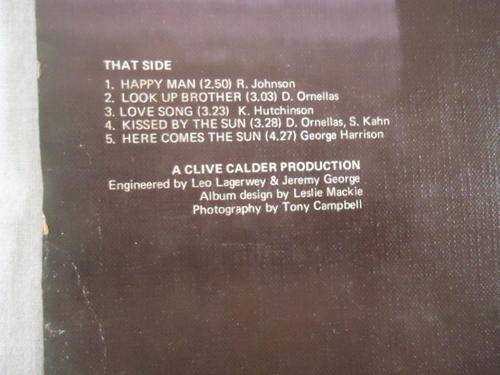 THAT SIDE
1. HAPPY MAN (2.50) R. Johnson
2. LOOK UP BROTHER (3.03) D. Ornellas
3. LOVE SONG (3.23) K. Hutchinson
4. KISSED BY THE SUN (3.28) D. Ornellas, S. Kahn
5. HERE COMES THE SUN (4.27) George Harrison
A CLIVE CALDER PRODUCTION
Engineered by Leo Lagerwey & Jeremy George
Album design by Leslie Mackie
Photography by Tony Campbell